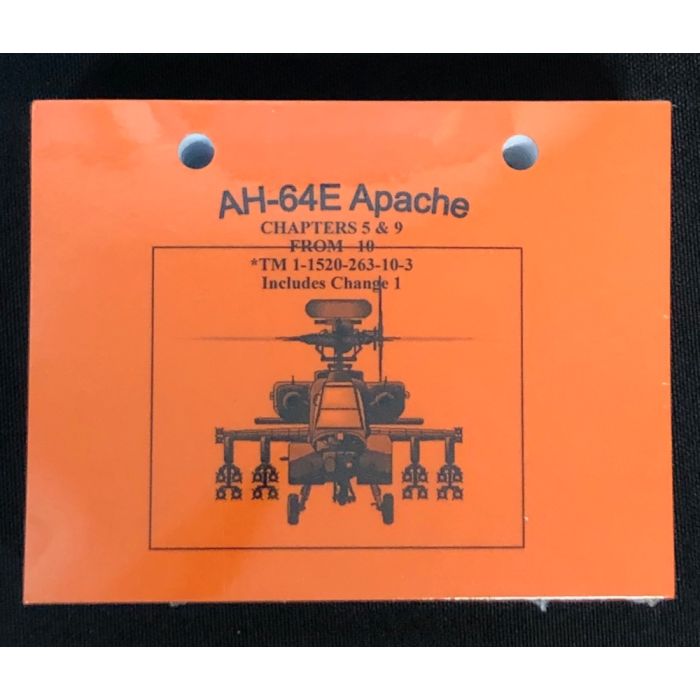 AH-64E Apache
CHAPTERS 5 & 9
FROM 10
*TM 1-1520-263-10-3
Includes Change 1